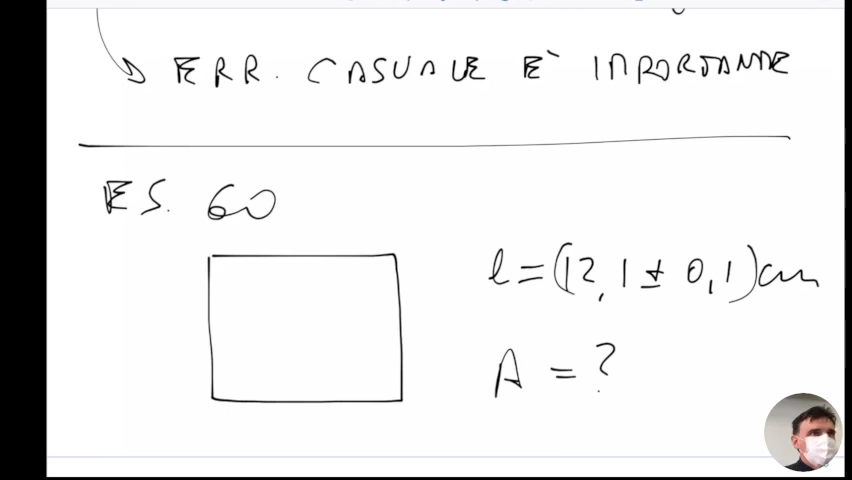 ERR. CASUALE E` IMPORTANTE
ES. 60
l = (12,1 ± 0,1) cm
A = ?